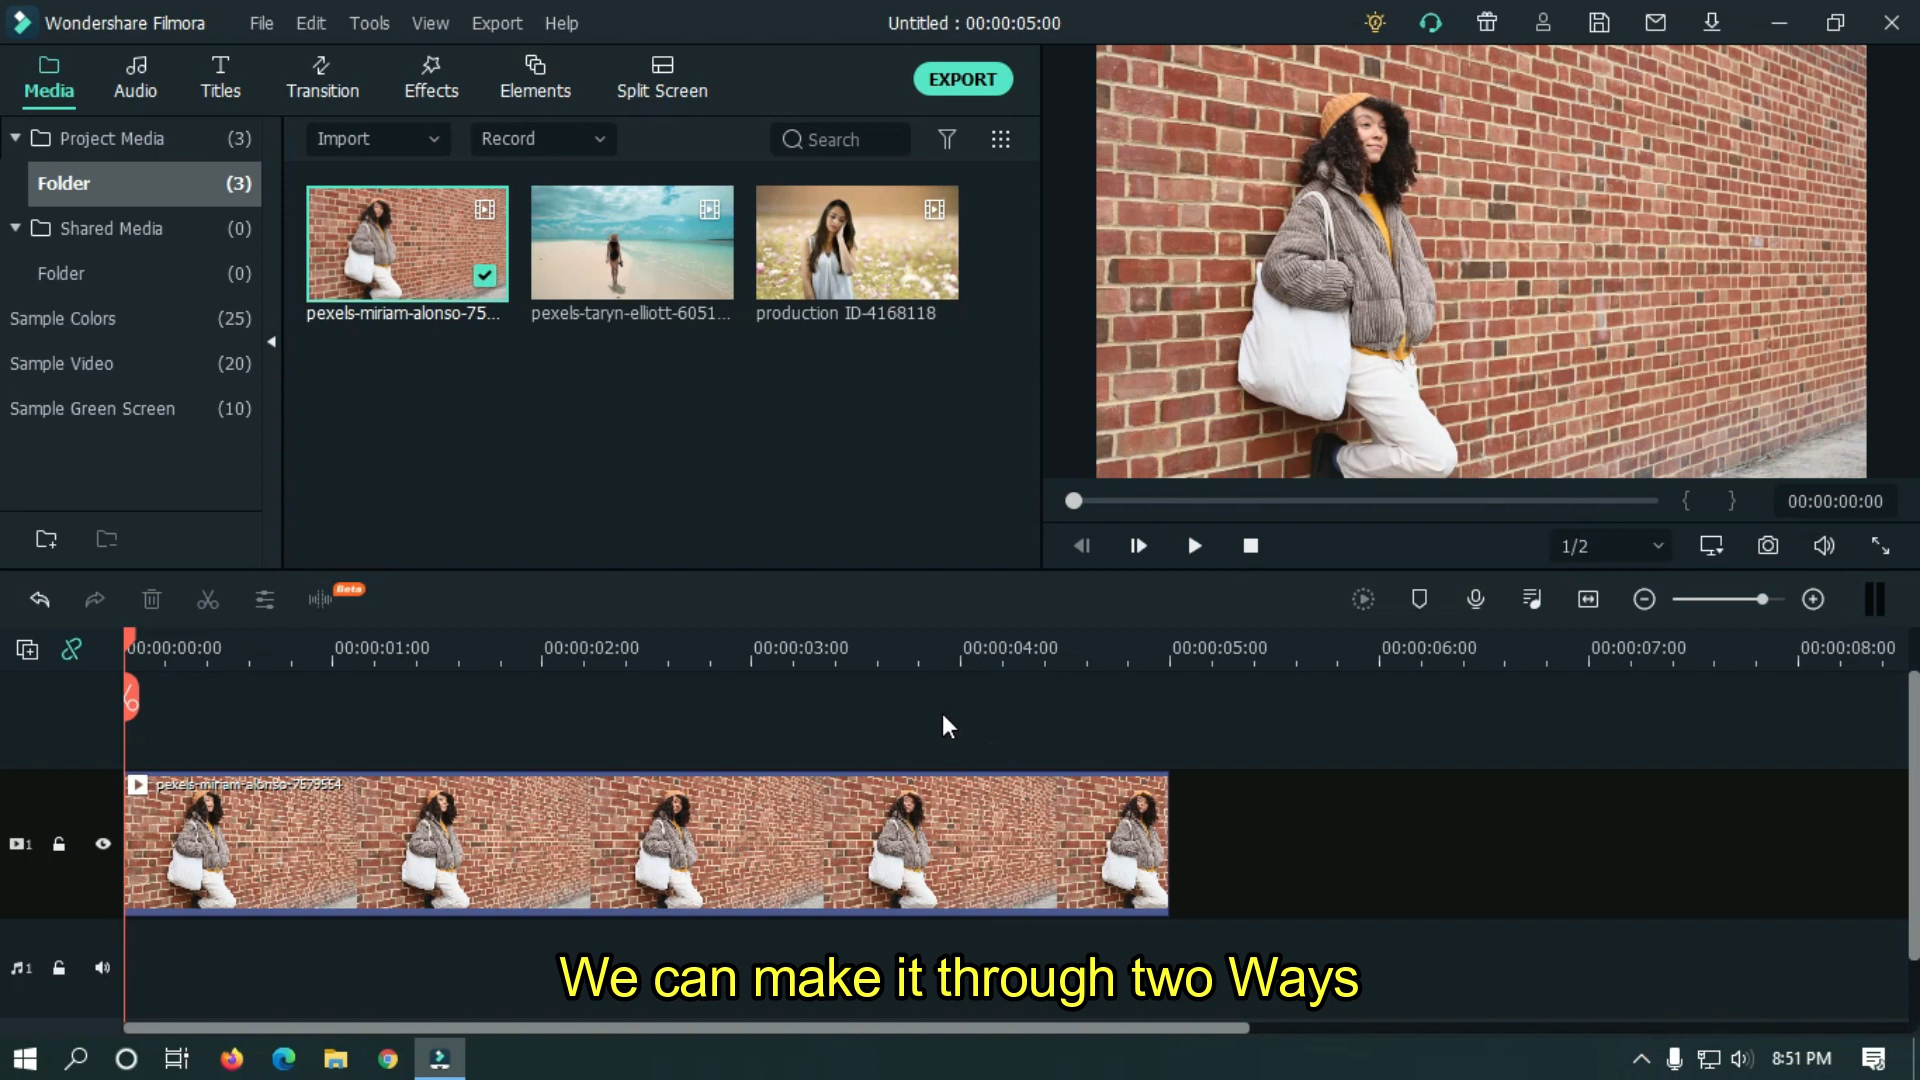 Wondershare Filmora
File Edit Tools View Export Help
Untitled : 00:00:05:00
Media Audio Titles Transition Effects Elements Split Screen
EXPORT
Project Media (3)
Folder (3)
Shared Media (0)
Folder (0)
Sample Colors (25)
Sample Video (20)
Sample Green Screen (10)
Import Record Search
pexels-miriam-alonso-75...
pexels-taryn-elliott-6051...
production ID-4168118
{ } 00:00:00:00
1/2
Beta
00:00:00:00 00:00:01:00 00:00:02:00 00:00:03:00 00:00:04:00 00:00:05:00 00:00:06:00 00:00:07:00 00:00:08:00
pexels-miriam-alonso-7579554
1
1
We can make it through two Ways
8:51 PM